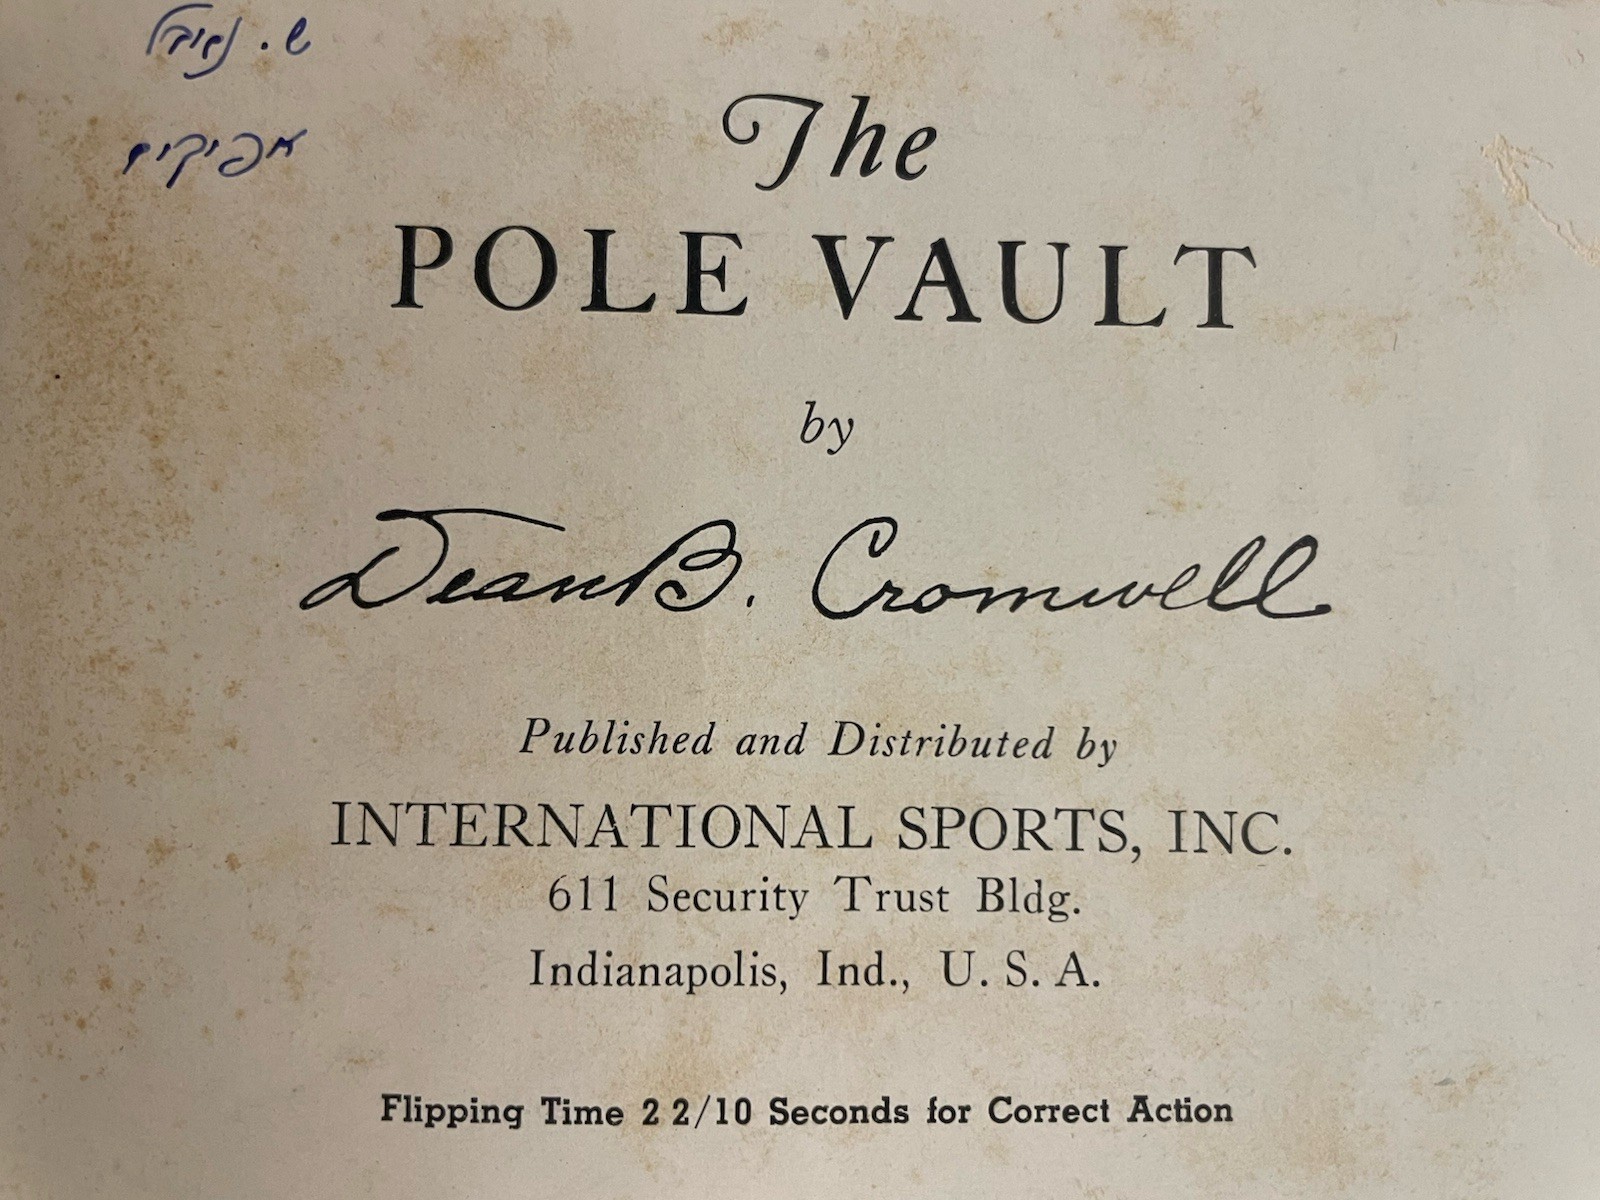 אפיקים
The
POLE VAULT
by
Dean B. Cromwell
Published and Distributed by
INTERNATIONAL SPORTS, INC.
611 Security Trust Bldg.
Indianapolis, Ind., U. S. A.
Flipping Time 2 2/10 Seconds for Correct Action